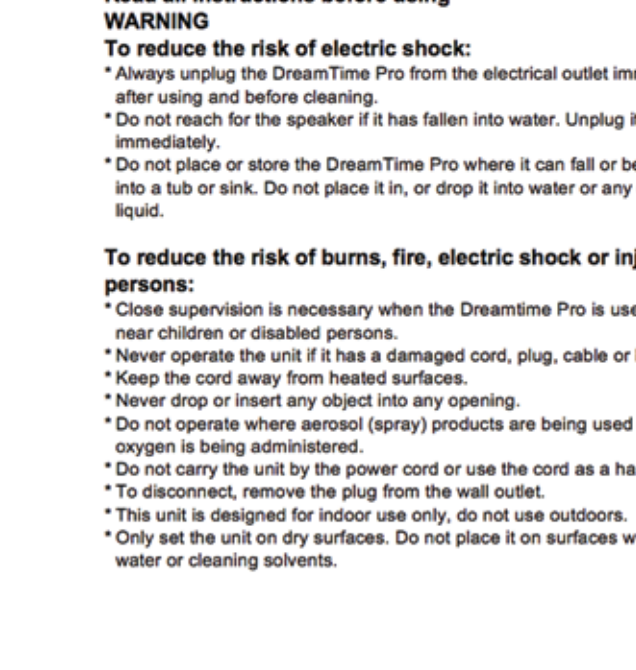 Read all instructions before using
WARNING
To reduce the risk of electric shock:
* Always unplug the DreamTime Pro from the electrical outlet
after using and before cleaning.
* Do not reach for the speaker if it has fallen into water. Unplug
immediately.
* Do not place or store the DreamTime Pro where it can fall or
into a tub or sink. Do not place it in, or drop it into water or any
liquid.
To reduce the risk of burns, fire, electric shock or
persons:
* Close supervision is necessary when the Dreamtime Pro is
near children or disabled persons.
* Never operate the unit if it has a damaged cord, plug, cable or
* Keep the cord away from heated surfaces.
* Never drop or insert any object into any opening.
* Do not operate where aerosol (spray) products are being used
oxygen is being administered.
* Do not carry the unit by the power cord or use the cord as a
* To disconnect, remove the plug from the wall outlet.
* This unit is designed for indoor use only, do not use outdoors.
* Only set the unit on dry surfaces. Do not place it on surfaces
water or cleaning solvents.